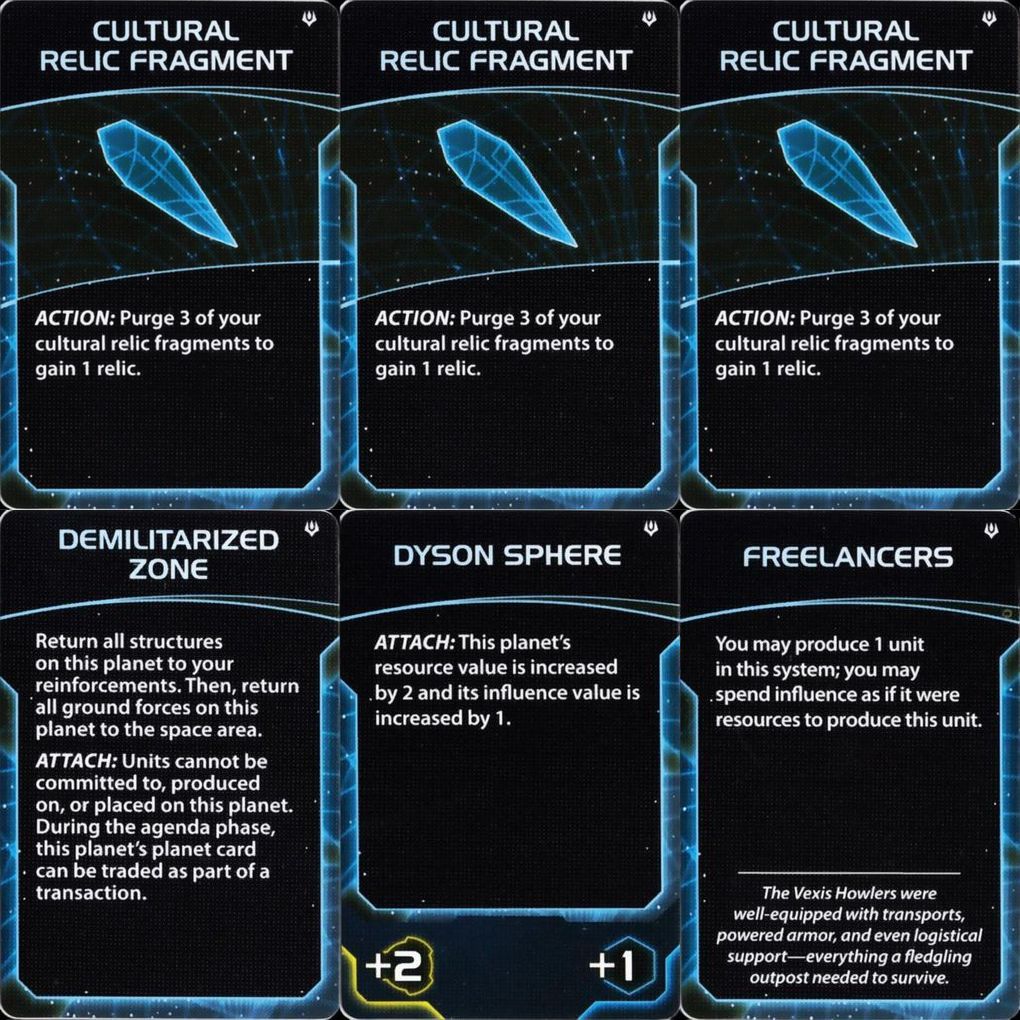 CULTURAL
RELIC FRAGMENT
ACTION: Purge 3 of your
cultural relic fragments to
gain 1 relic.
CULTURAL
RELIC FRAGMENT
ACTION: Purge 3 of your
cultural relic fragments to
gain 1 relic.
CULTURAL
RELIC FRAGMENT
ACTION: Purge 3 of your
cultural relic fragments to
gain 1 relic.
DEMILITARIZED
ZONE
Return all structures
on this planet to your
reinforcements. Then, return
all ground forces on this
planet to the space area.
ATTACH: Units cannot be
committed to, produced
on, or placed on this planet.
During the agenda phase,
this planet's planet card
can be traded as part of a
transaction.
DYSON SPHERE
ATTACH: This planet's
resource value is increased
by 2 and its influence value is
increased by 1.
+2
+1
FREELANCERS
You may produce 1 unit
in this system; you may
spend influence as if it were
resources to produce this unit.
The Vexis Howlers were
well-equipped with transports,
powered armor, and even logistical
support—everything a fledgling
outpost needed to survive.